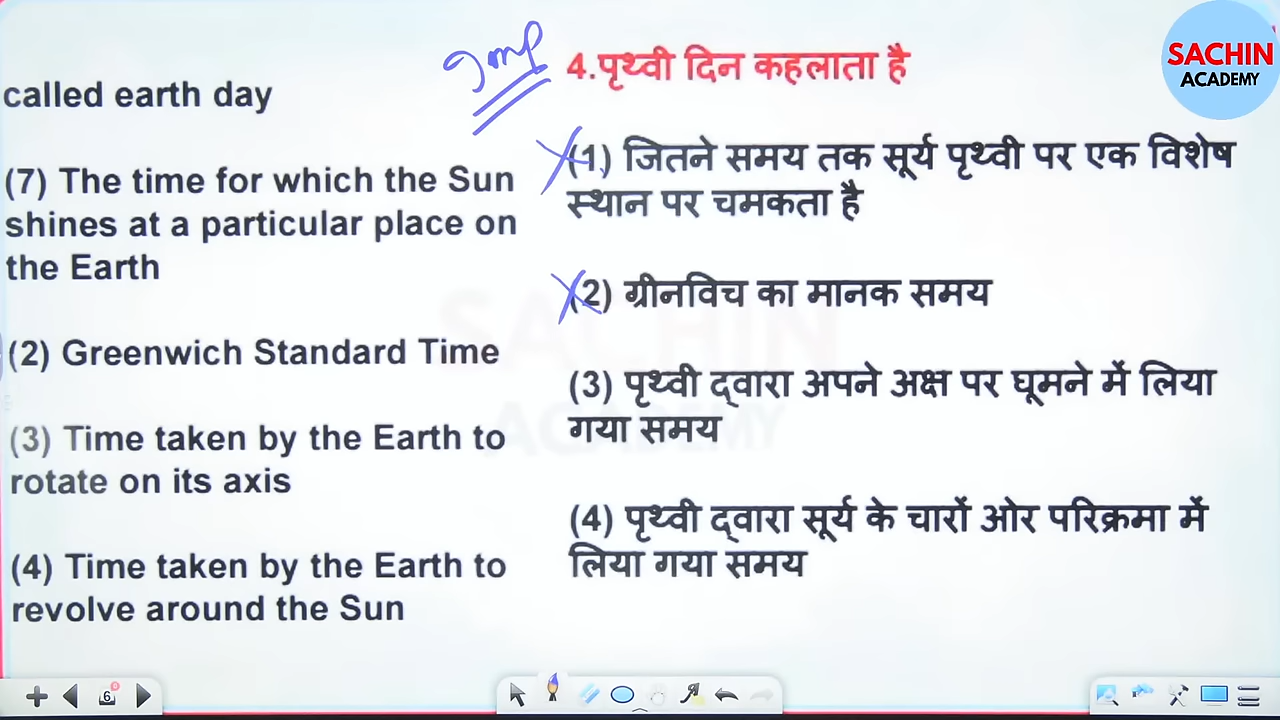 called earth day
(7) The time for which the Sun
shines at a particular place on
the Earth
(2) Greenwich Standard Time
(3) Time taken by the Earth to
rotate on its axis
(4) Time taken by the Earth to
revolve around the Sun
Imp
4.पृथ्वी दिन कहलाता है
(1) जितने समय तक सूर्य पृथ्वी पर एक विशेष
स्थान पर चमकता है
(2) ग्रीनविच का मानक समय
(3) पृथ्वी द्वारा अपने अक्ष पर घूमने में लिया
गया समय
(4) पृथ्वी द्वारा सूर्य के चारों ओर परिक्रमा में
लिया गया समय
SACHIN
ACADEMY
SACHIN
ACADEMY
6